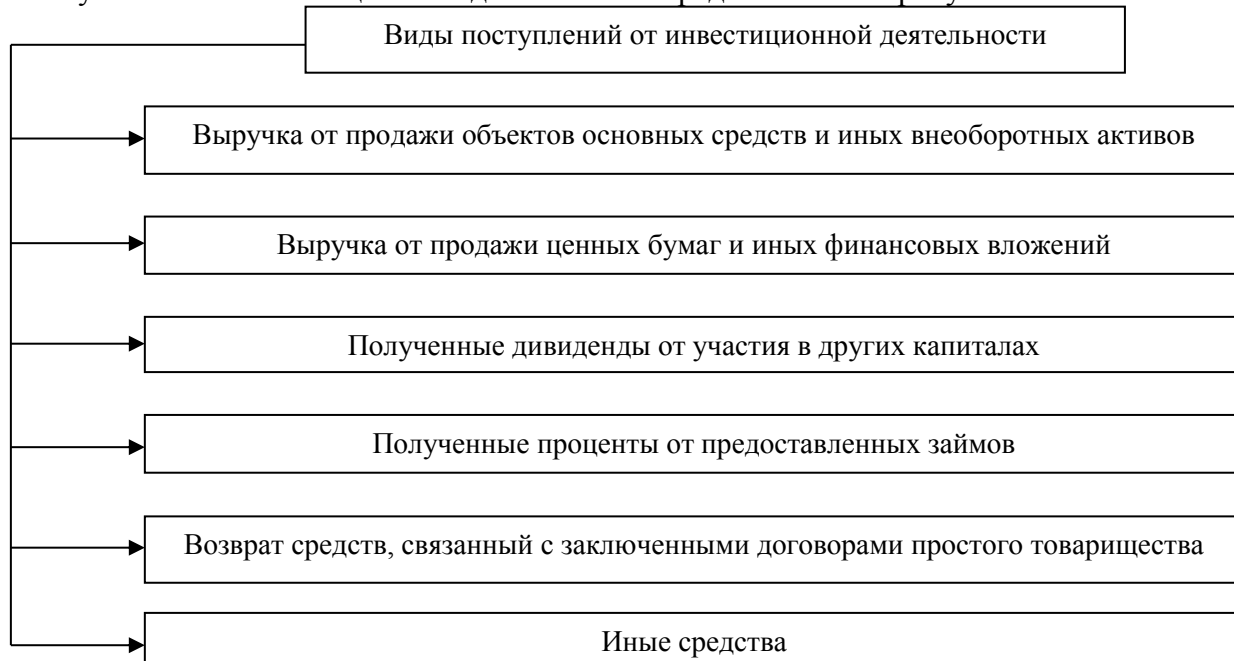 Виды поступлений от инвестиционной деятельности
Выручка от продажи объектов основных средств и иных внеоборотных активов
Выручка от продажи ценных бумаг и иных финансовых вложений
Полученные дивиденды от участия в других капиталах
Полученные проценты от предоставленных займов
Возврат средств, связанный с заключенными договорами простого товарищества
Иные средства